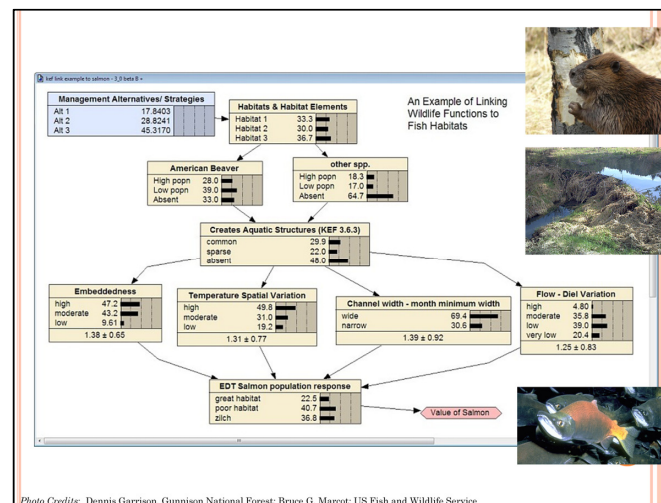 kef link example to salmon - 3_0 beta B =
Management Alternatives/ Strategies
Alt 1 17.8403
Alt 2 28.8241
Alt 3 45.3170
Habitats & Habitat Elements
Habitat 1 33.3
Habitat 2 30.0
Habitat 3 36.7
An Example of Linking
Wildlife Functions to
Fish Habitats
American Beaver
High popn 28.0
Low popn 39.0
Absent 33.0
other spp.
High popn 18.3
Low popn 17.0
Absent 64.7
Creates Aquatic Structures (KEF 3.6.3)
common 29.9
sparse 22.0
absent 48.0
Embeddedness
high 47.2
moderate 43.2
low 9.61
1.38 ± 0.65
Temperature Spatial Variation
high 49.8
moderate 31.0
low 19.2
1.31 ± 0.77
Channel width - month minimum width
wide 69.4
narrow 30.6
1.39 ± 0.92
Flow - Diel Variation
high 4.80
moderate 35.8
low 39.0
very low 20.4
1.25 ± 0.83
EDT Salmon population response
great habitat 22.5
poor habitat 40.7
zilch 36.8
Value of Salmon
Photo Credits: Dennis Garrison, Gunnison National Forest; Bruce G. Marcot; US Fish and Wildlife Service